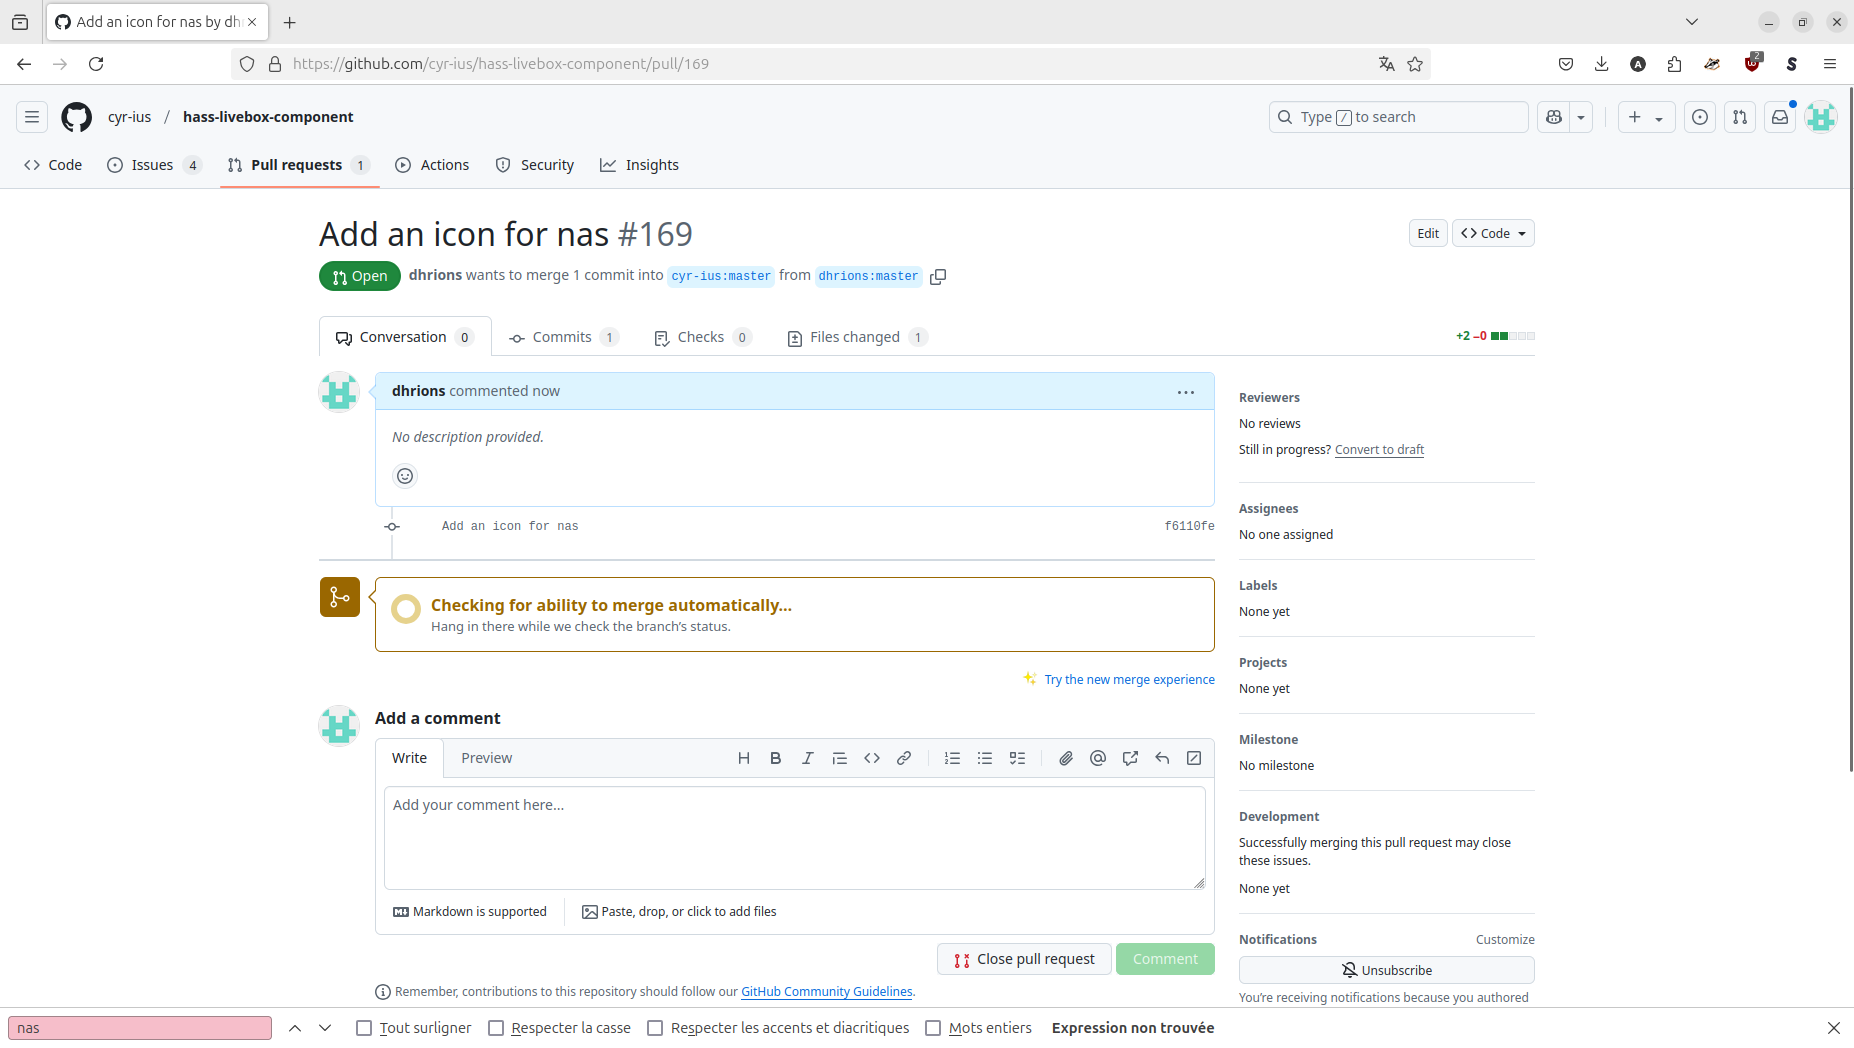 Add an icon for nas by dh
https://github.com/cyr-ius/hass-livebox-component/pull/169
2
cyr-ius / hass-livebox-component
Type / to search
Code
Issues 4
Pull requests 1
Actions
Security
Insights
Add an icon for nas #169
Edit
Code
Open
dhrions wants to merge 1 commit into cyr-ius:master from dhrions:master
Conversation 0
Commits 1
Checks 0
Files changed 1
+2 −0
dhrions commented now
No description provided.
Add an icon for nas
f6110fe
Checking for ability to merge automatically…
Hang in there while we check the branch’s status.
Try the new merge experience
Add a comment
Write
Preview
Add your comment here...
Markdown is supported
Paste, drop, or click to add files
Close pull request
Comment
Remember, contributions to this repository should follow our GitHub Community Guidelines.
Reviewers
No reviews
Still in progress? Convert to draft
Assignees
No one assigned
Labels
None yet
Projects
None yet
Milestone
No milestone
Development
Successfully merging this pull request may close
these issues.
None yet
Notifications
Customize
Unsubscribe
You’re receiving notifications because you authored
nas
Tout surligner
Respecter la casse
Respecter les accents et diacritiques
Mots entiers
Expression non trouvée